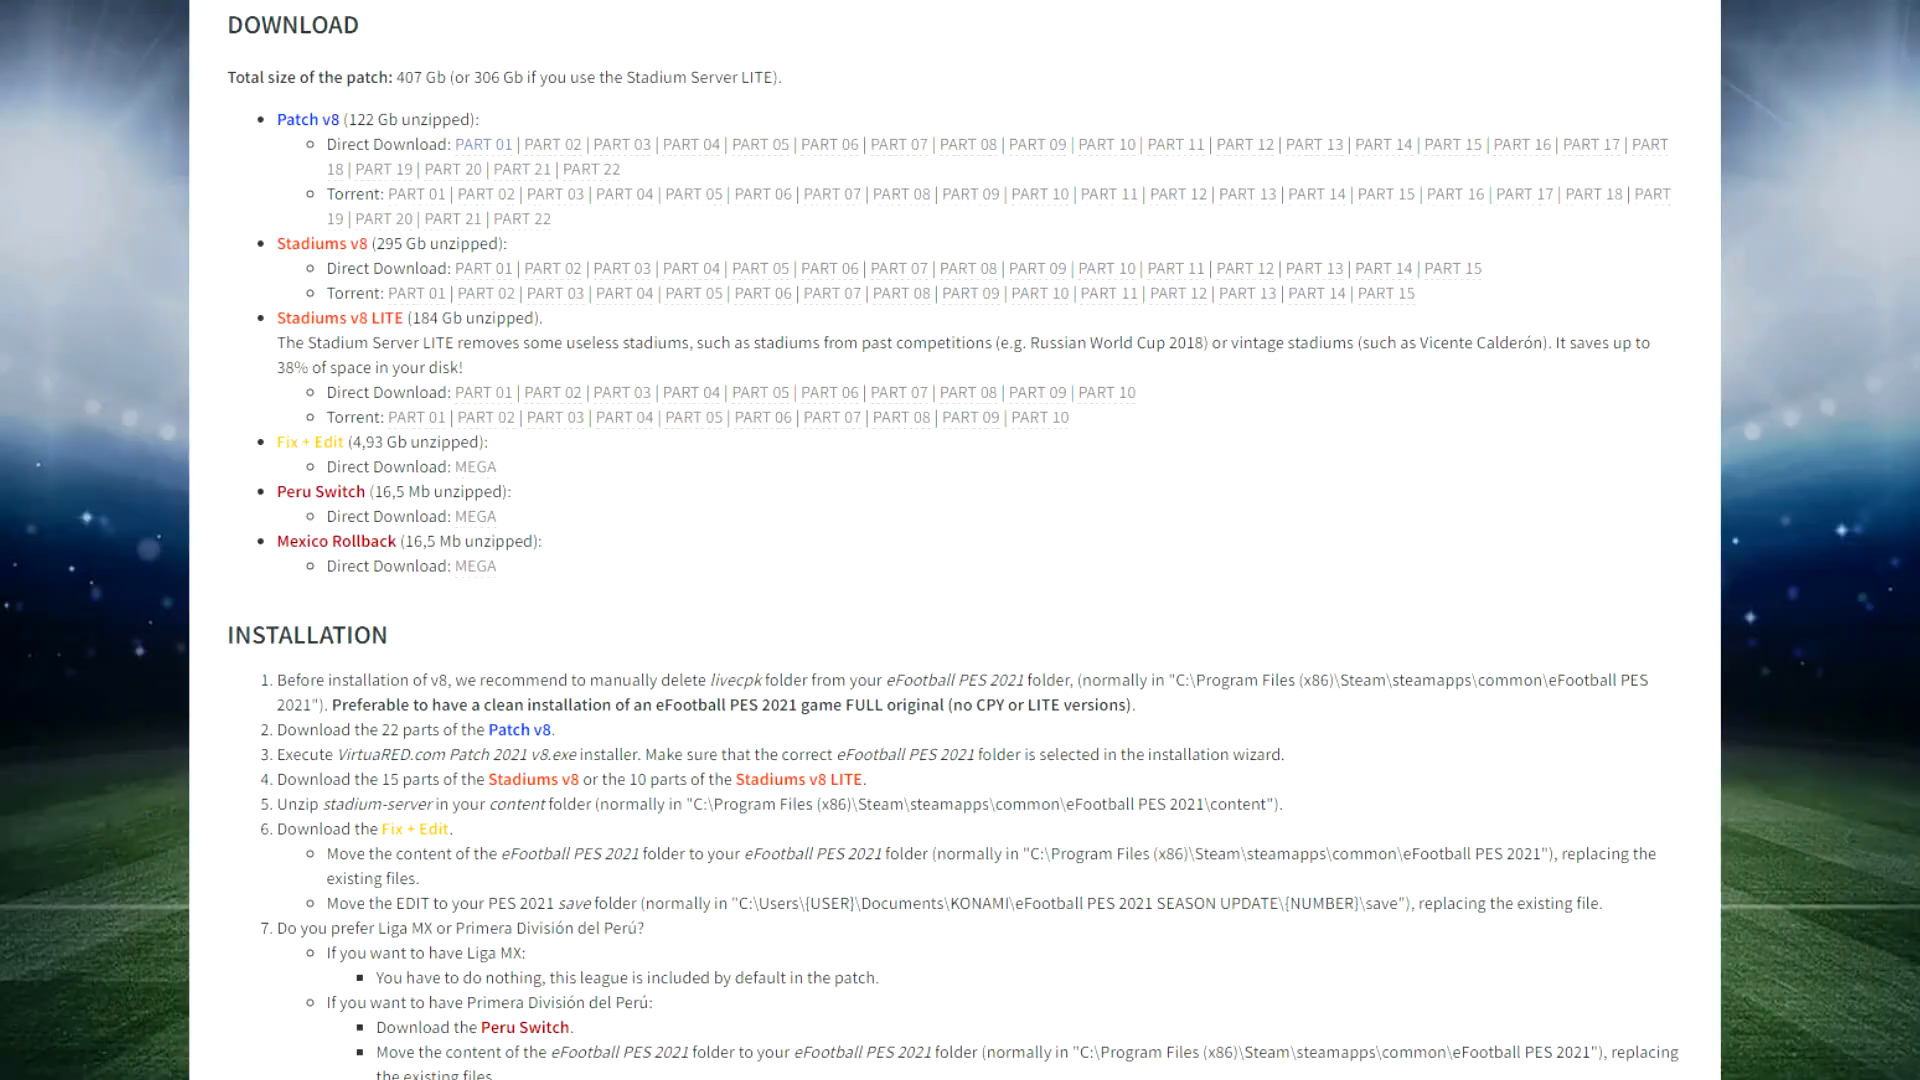 DOWNLOAD
Total size of the patch: 407 Gb (or 306 Gb if you use the Stadium Server LITE).
• Patch v8 (122 Gb unzipped):
○ Direct Download: PART 01 | PART 02 | PART 03 | PART 04 | PART 05 | PART 06 | PART 07 | PART 08 | PART 09 | PART 10 | PART 11 | PART 12 | PART 13 | PART 14 | PART 15 | PART 16 | PART 17 | PART
18 | PART 19 | PART 20 | PART 21 | PART 22
○ Torrent: PART 01 | PART 02 | PART 03 | PART 04 | PART 05 | PART 06 | PART 07 | PART 08 | PART 09 | PART 10 | PART 11 | PART 12 | PART 13 | PART 14 | PART 15 | PART 16 | PART 17 | PART 18 | PART
19 | PART 20 | PART 21 | PART 22
• Stadiums v8 (295 Gb unzipped):
○ Direct Download: PART 01 | PART 02 | PART 03 | PART 04 | PART 05 | PART 06 | PART 07 | PART 08 | PART 09 | PART 10 | PART 11 | PART 12 | PART 13 | PART 14 | PART 15
○ Torrent: PART 01 | PART 02 | PART 03 | PART 04 | PART 05 | PART 06 | PART 07 | PART 08 | PART 09 | PART 10 | PART 11 | PART 12 | PART 13 | PART 14 | PART 15
• Stadiums v8 LITE (184 Gb unzipped).
The Stadium Server LITE removes some useless stadiums, such as stadiums from past competitions (e.g. Russian World Cup 2018) or vintage stadiums (such as Vicente Calderón). It saves up to
38% of space in your disk!
○ Direct Download: PART 01 | PART 02 | PART 03 | PART 04 | PART 05 | PART 06 | PART 07 | PART 08 | PART 09 | PART 10
○ Torrent: PART 01 | PART 02 | PART 03 | PART 04 | PART 05 | PART 06 | PART 07 | PART 08 | PART 09 | PART 10
• Fix + Edit (4,93 Gb unzipped):
○ Direct Download: MEGA
• Peru Switch (16,5 Mb unzipped):
○ Direct Download: MEGA
• Mexico Rollback (16,5 Mb unzipped):
○ Direct Download: MEGA
INSTALLATION
1. Before installation of v8, we recommend to manually delete livecpk folder from your eFootball PES 2021 folder, (normally in "C:\Program Files (x86)\Steam\steamapps\common\eFootball PES
2021"). Preferable to have a clean installation of an eFootball PES 2021 game FULL original (no CPY or LITE versions).
2. Download the 22 parts of the Patch v8.
3. Execute VirtuaRED.com Patch 2021 v8.exe installer. Make sure that the correct eFootball PES 2021 folder is selected in the installation wizard.
4. Download the 15 parts of the Stadiums v8 or the 10 parts of the Stadiums v8 LITE.
5. Unzip stadium-server in your content folder (normally in "C:\Program Files (x86)\Steam\steamapps\common\eFootball PES 2021\content").
6. Download the Fix + Edit.
○ Move the content of the eFootball PES 2021 folder to your eFootball PES 2021 folder (normally in "C:\Program Files (x86)\Steam\steamapps\common\eFootball PES 2021"), replacing the
existing files.
○ Move the EDIT to your PES 2021 save folder (normally in "C:\Users\{USER}\Documents\KONAMI\eFootball PES 2021 SEASON UPDATE\{NUMBER}\save"), replacing the existing file.
7. Do you prefer Liga MX or Primera División del Perú?
○ If you want to have Liga MX:
▪ You have to do nothing, this league is included by default in the patch.
○ If you want to have Primera División del Perú:
▪ Download the Peru Switch.
▪ Move the content of the eFootball PES 2021 folder to your eFootball PES 2021 folder (normally in "C:\Program Files (x86)\Steam\steamapps\common\eFootball PES 2021"), replacing
the existing files.